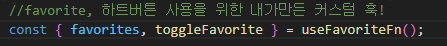 //favorite, 하트버튼 사용을 위한 내가만든 커스텀 훅!
const { favorites, toggleFavorite } = useFavoriteFn();